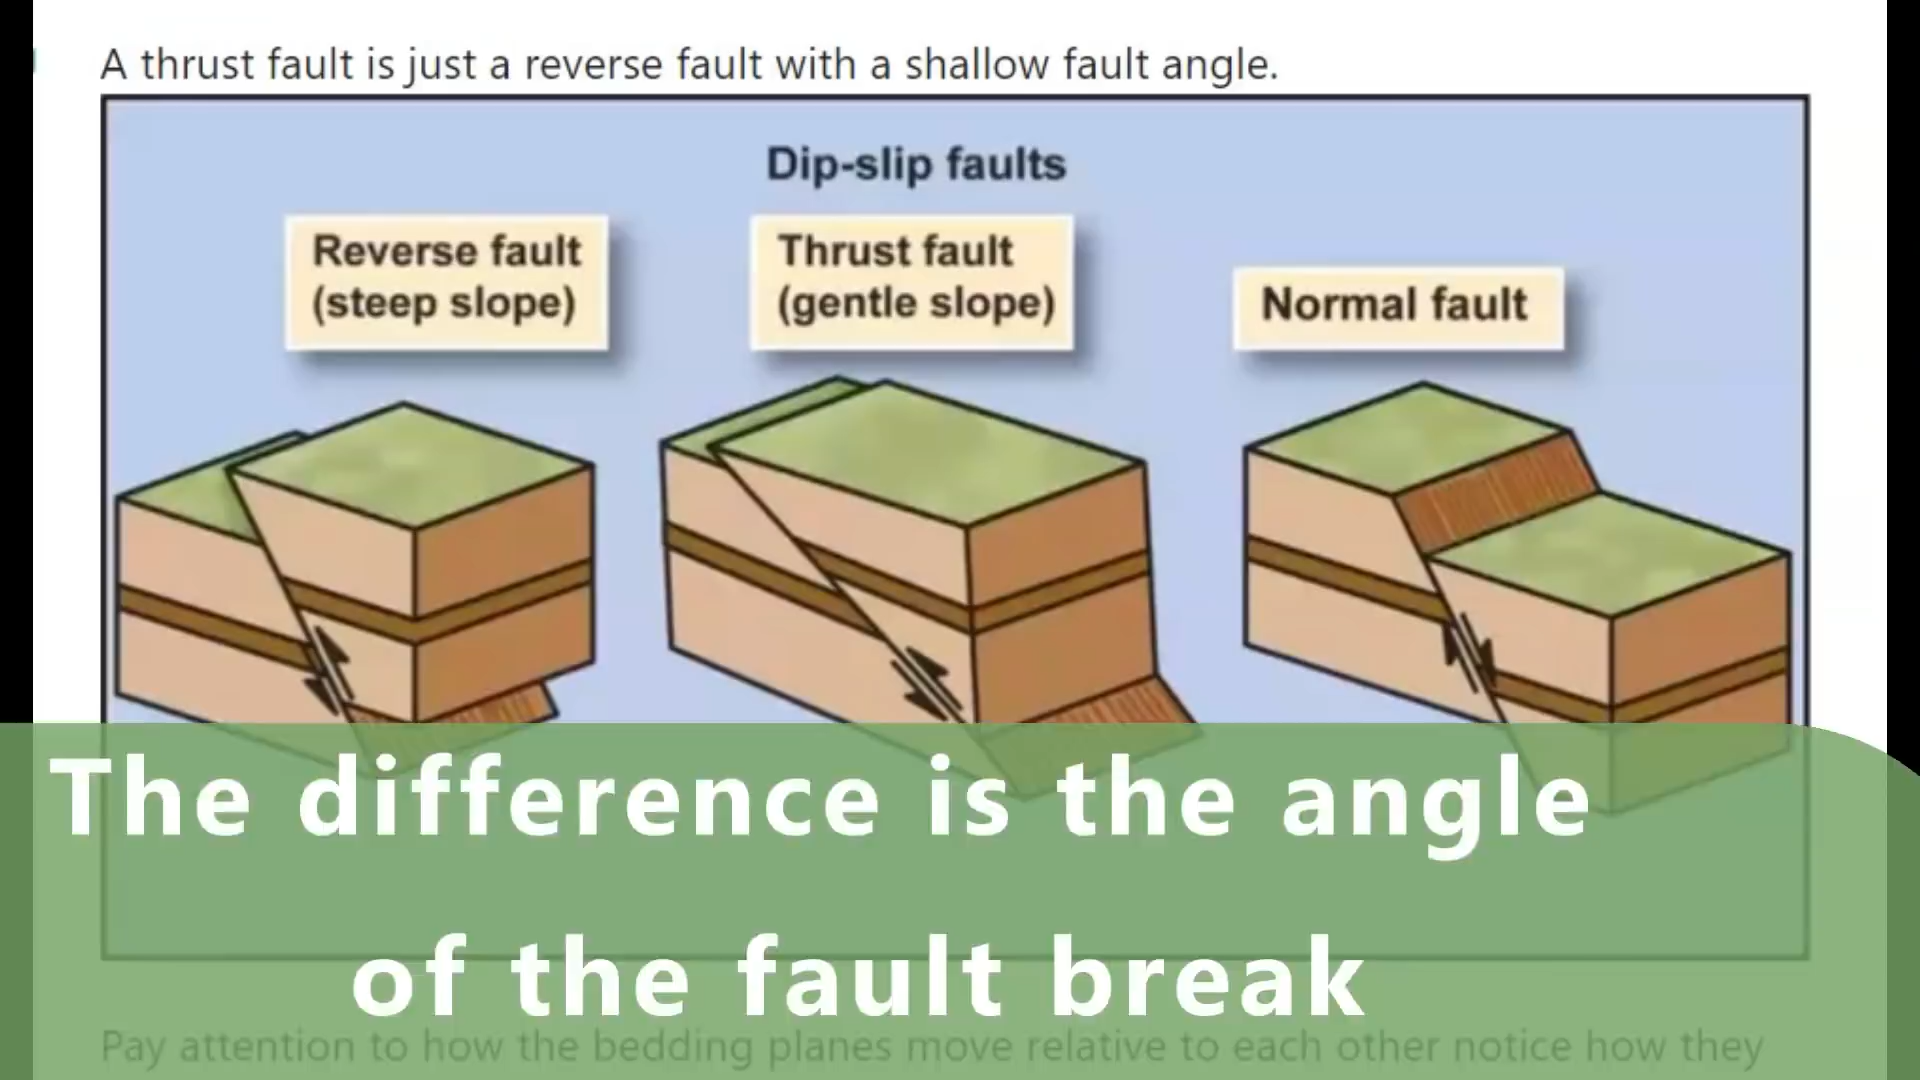 A thrust fault is just a reverse fault with a shallow fault angle.
Dip-slip faults
Reverse fault
(steep slope)
Thrust fault
(gentle slope)
Normal fault
The difference is the angle
of the fault break
Pay attention to how the bedding planes move relative to each other notice how they